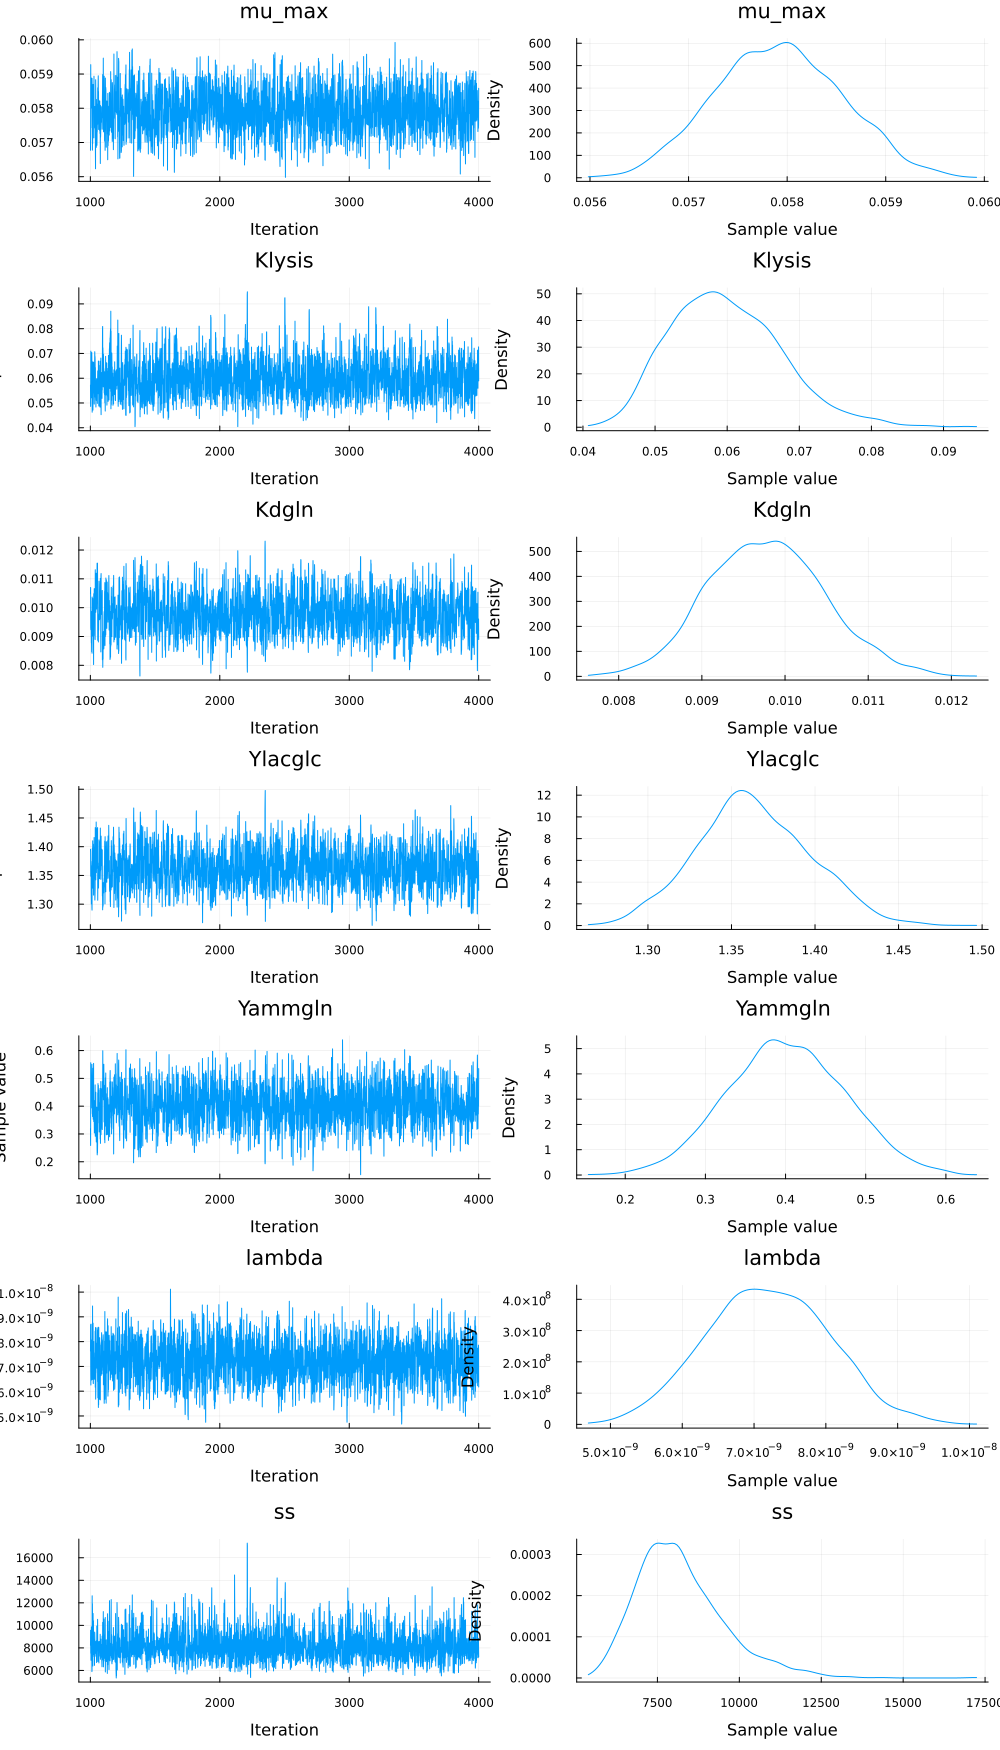 mu_max
0.060
0.059
0.058
0.057
0.056
1000 2000 3000 4000
Iteration
mu_max
Density
600
500
400
300
200
100
0
0.056 0.057 0.058 0.059 0.060
Sample value
Klysis
0.09
0.08
0.07
0.06
0.05
0.04
1000 2000 3000 4000
Iteration
Klysis
Density
50
40
30
20
10
0
0.04 0.05 0.06 0.07 0.08 0.09
Sample value
Kdgln
0.012
0.011
0.010
0.009
0.008
1000 2000 3000 4000
Iteration
Kdgln
Density
500
400
300
200
100
0
0.008 0.009 0.010 0.011 0.012
Sample value
Ylacglc
1.50
1.45
1.40
1.35
1.30
1000 2000 3000 4000
Iteration
Ylacglc
Density
12
10
8
6
4
2
0
1.30 1.35 1.40 1.45 1.50
Sample value
Yammgln
Sample value
0.6
0.5
0.4
0.3
0.2
1000 2000 3000 4000
Iteration
Yammgln
Density
5
4
3
2
1
0
0.2 0.3 0.4 0.5 0.6
Sample value
lambda
1.0×10⁻⁸
9.0×10⁻⁹
8.0×10⁻⁹
7.0×10⁻⁹
6.0×10⁻⁹
5.0×10⁻⁹
1000 2000 3000 4000
Iteration
lambda
Density
4.0×10⁸
3.0×10⁸
2.0×10⁸
1.0×10⁸
0
5.0×10⁻⁹ 6.0×10⁻⁹ 7.0×10⁻⁹ 8.0×10⁻⁹ 9.0×10⁻⁹ 1.0×10⁻⁸
Sample value
ss
16000
14000
12000
10000
8000
6000
1000 2000 3000 4000
Iteration
ss
Density
0.0003
0.0002
0.0001
0.0000
7500 10000 12500 15000 17500
Sample value